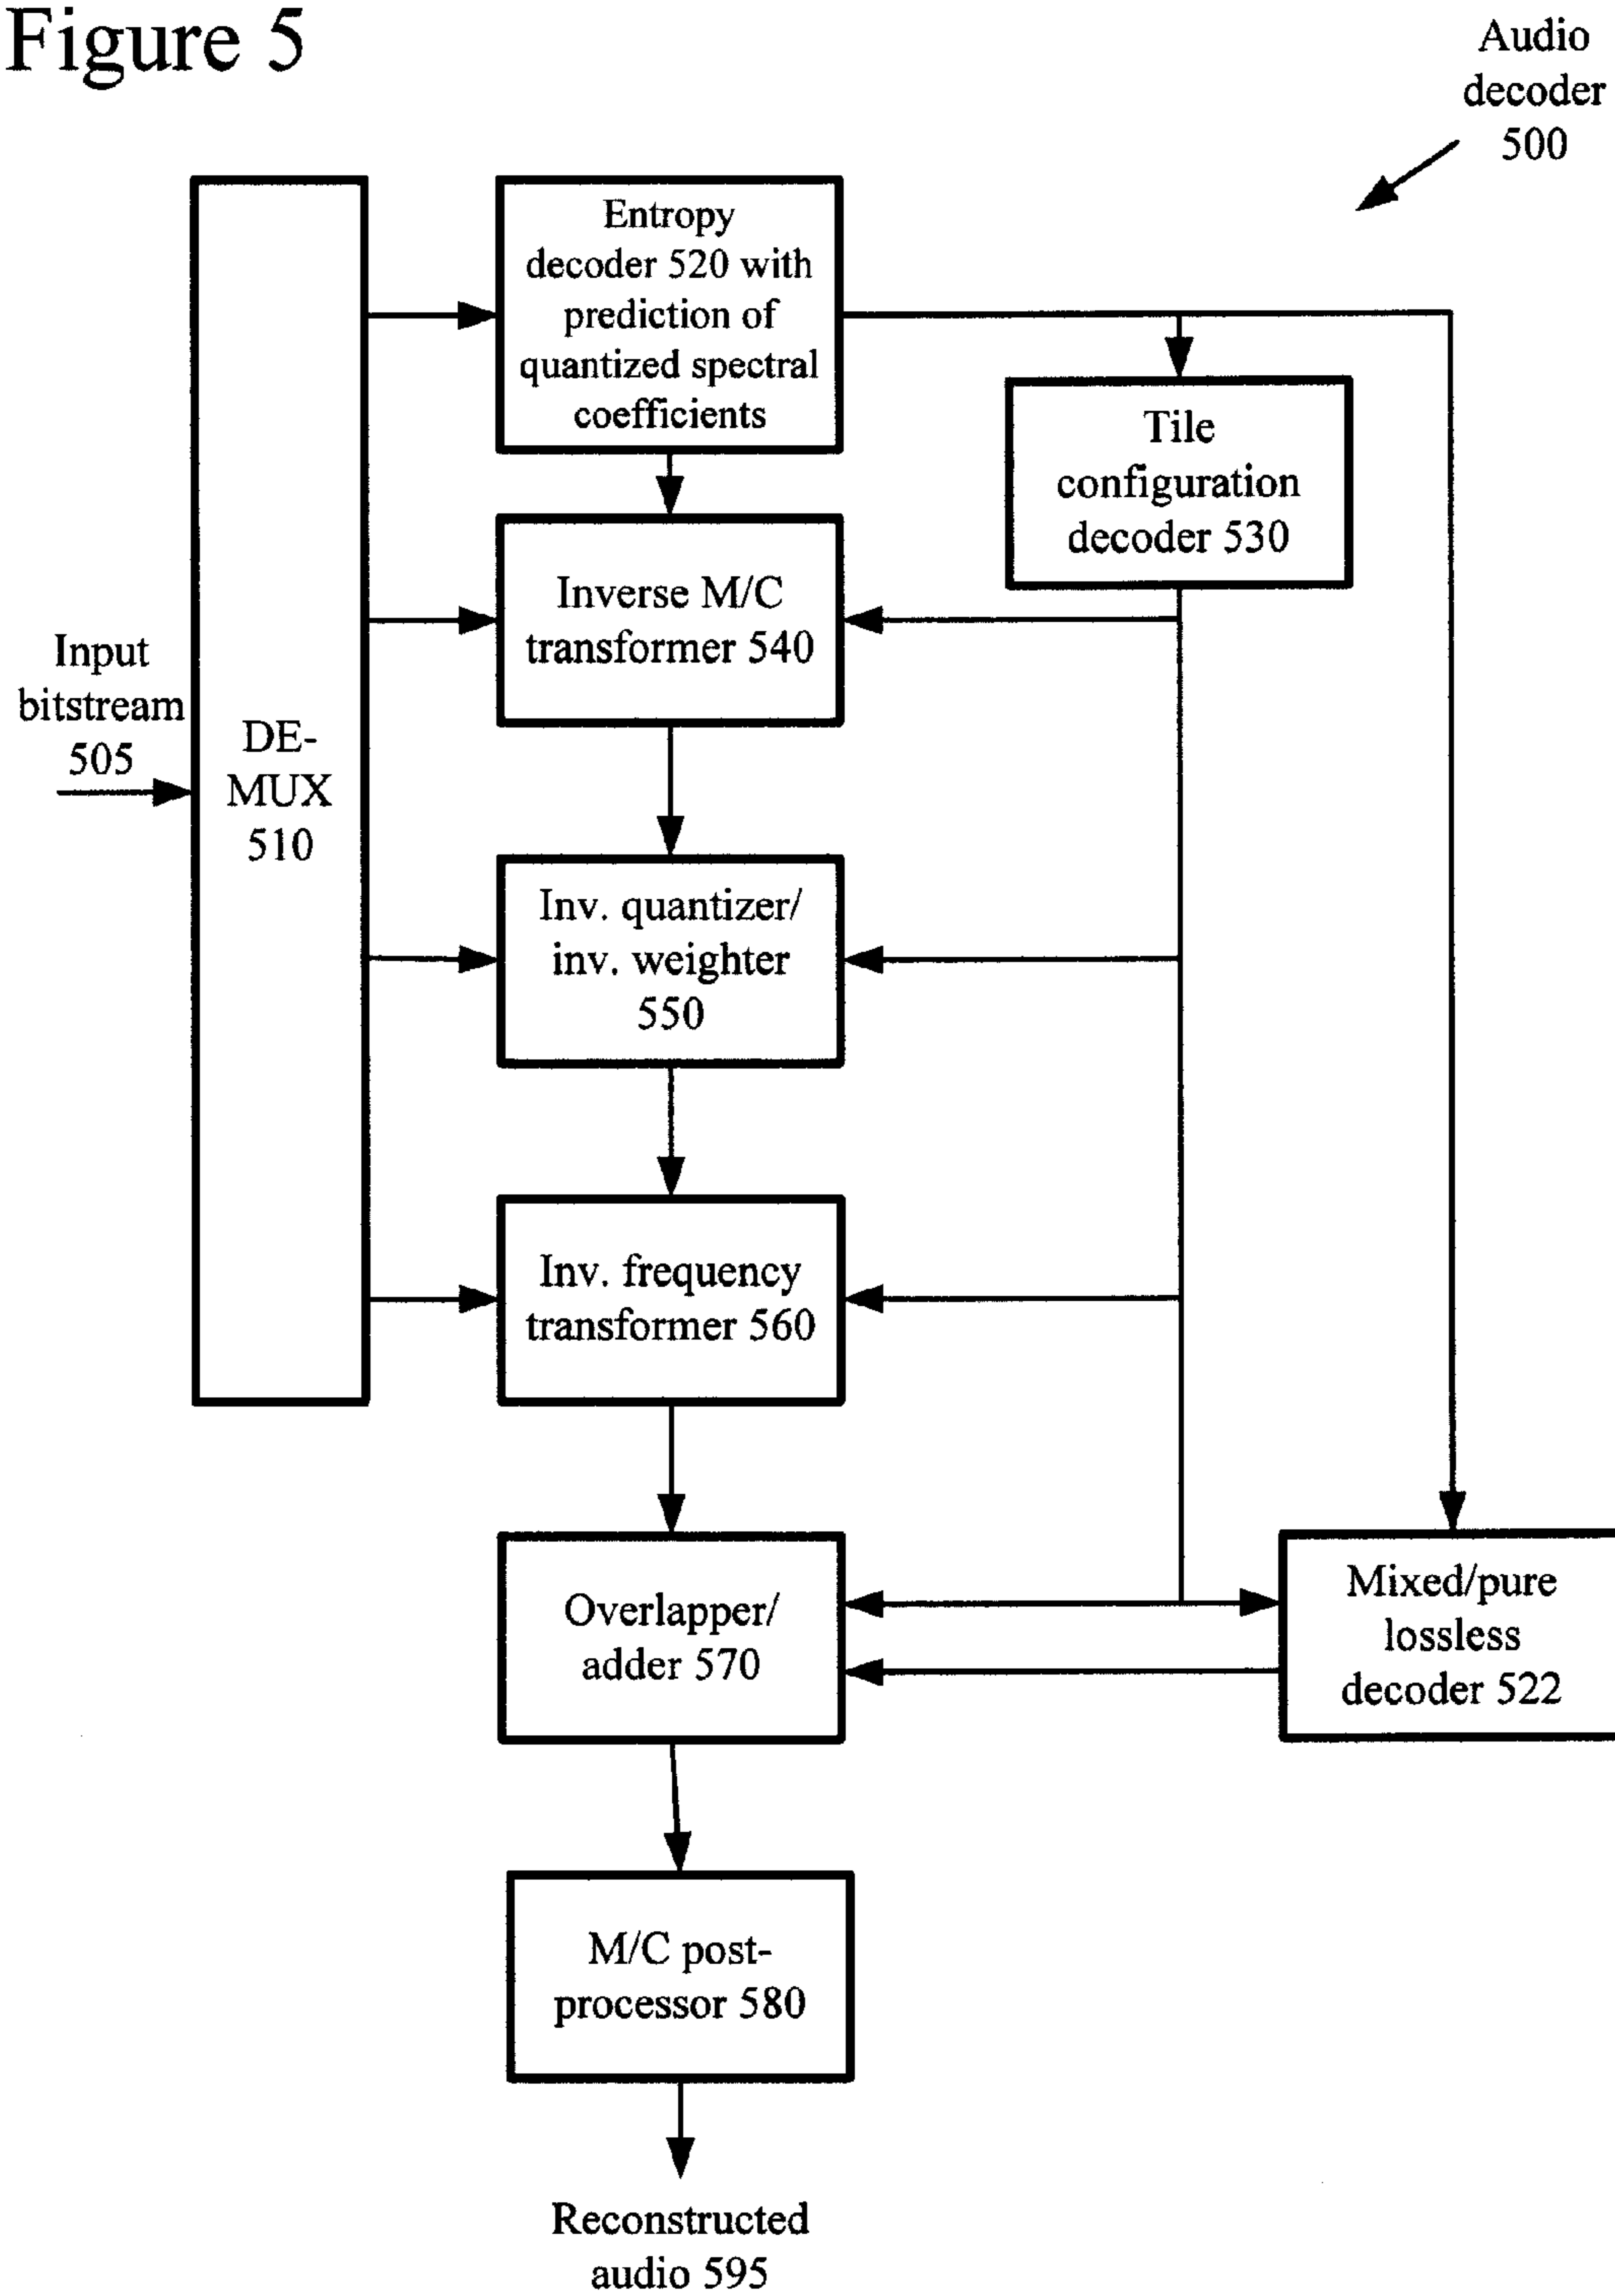 Figure 5
Audio
decoder
500
Entropy
decoder 520 with
prediction of
quantized spectral
coefficients
Tile
configuration
decoder 530
Inverse M/C
transformer 540
Input
bitstream
505
DE-
MUX
510
Inv. quantizer/
inv. weighter
550
Inv. frequency
transformer 560
Overlapper/
adder 570
Mixed/pure
lossless
decoder 522
M/C post-
processor 580
Reconstructed
audio 595